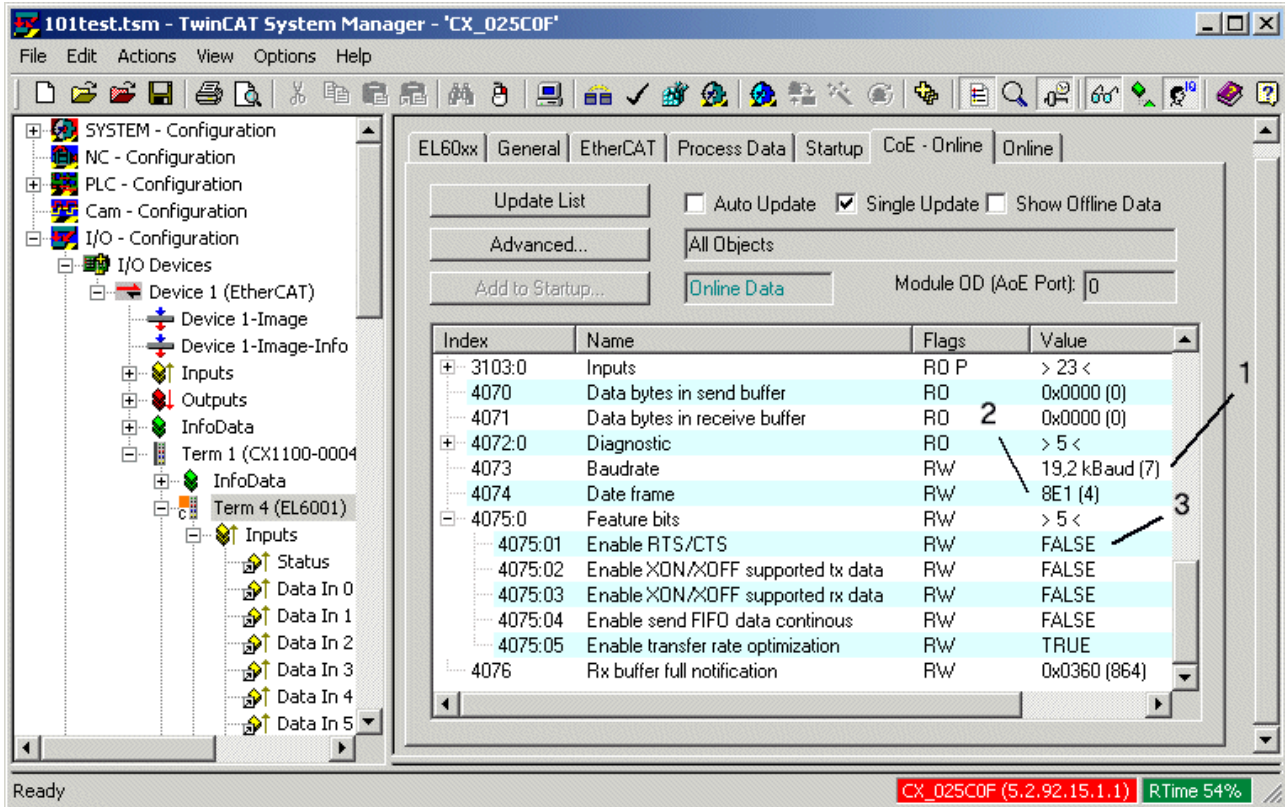 101test.tsm - TwinCAT System Manager - 'CX_025C0F'
File Edit Actions View Options Help
SYSTEM - Configuration
NC - Configuration
PLC - Configuration
Cam - Configuration
I/O - Configuration
I/O Devices
Device 1 (EtherCAT)
Device 1-Image
Device 1-Image-Info
Inputs
Outputs
InfoData
Term 1 (CX1100-0004
InfoData
Term 4 (EL6001)
Inputs
Status
Data In 0
Data In 1
Data In 2
Data In 3
Data In 4
Data In 5
EL60xx General EtherCAT Process Data Startup CoE - Online Online
Update List Auto Update Single Update Show Offline Data
Advanced... All Objects
Add to Startup... Online Data Module OD (AoE Port): 0
Index Name Flags Value
3103:0 Inputs RO P > 23 <
4070 Data bytes in send buffer RO 0x0000 (0)
4071 Data bytes in receive buffer RO 0x0000 (0)
4072:0 Diagnostic RO > 5 <
4073 Baudrate RW 19,2 kBaud (7)
4074 Date frame RW 8E1 (4)
4075:0 Feature bits RW > 5 <
4075:01 Enable RTS/CTS RW FALSE
4075:02 Enable XON/XOFF supported tx data RW FALSE
4075:03 Enable XON/XOFF supported rx data RW FALSE
4075:04 Enable send FIFO data continous RW FALSE
4075:05 Enable transfer rate optimization RW TRUE
4076 Rx buffer full notification RW 0x0360 (864)
1
2
3
Ready CX_025C0F (5.2.92.15.1.1) RTime 54%